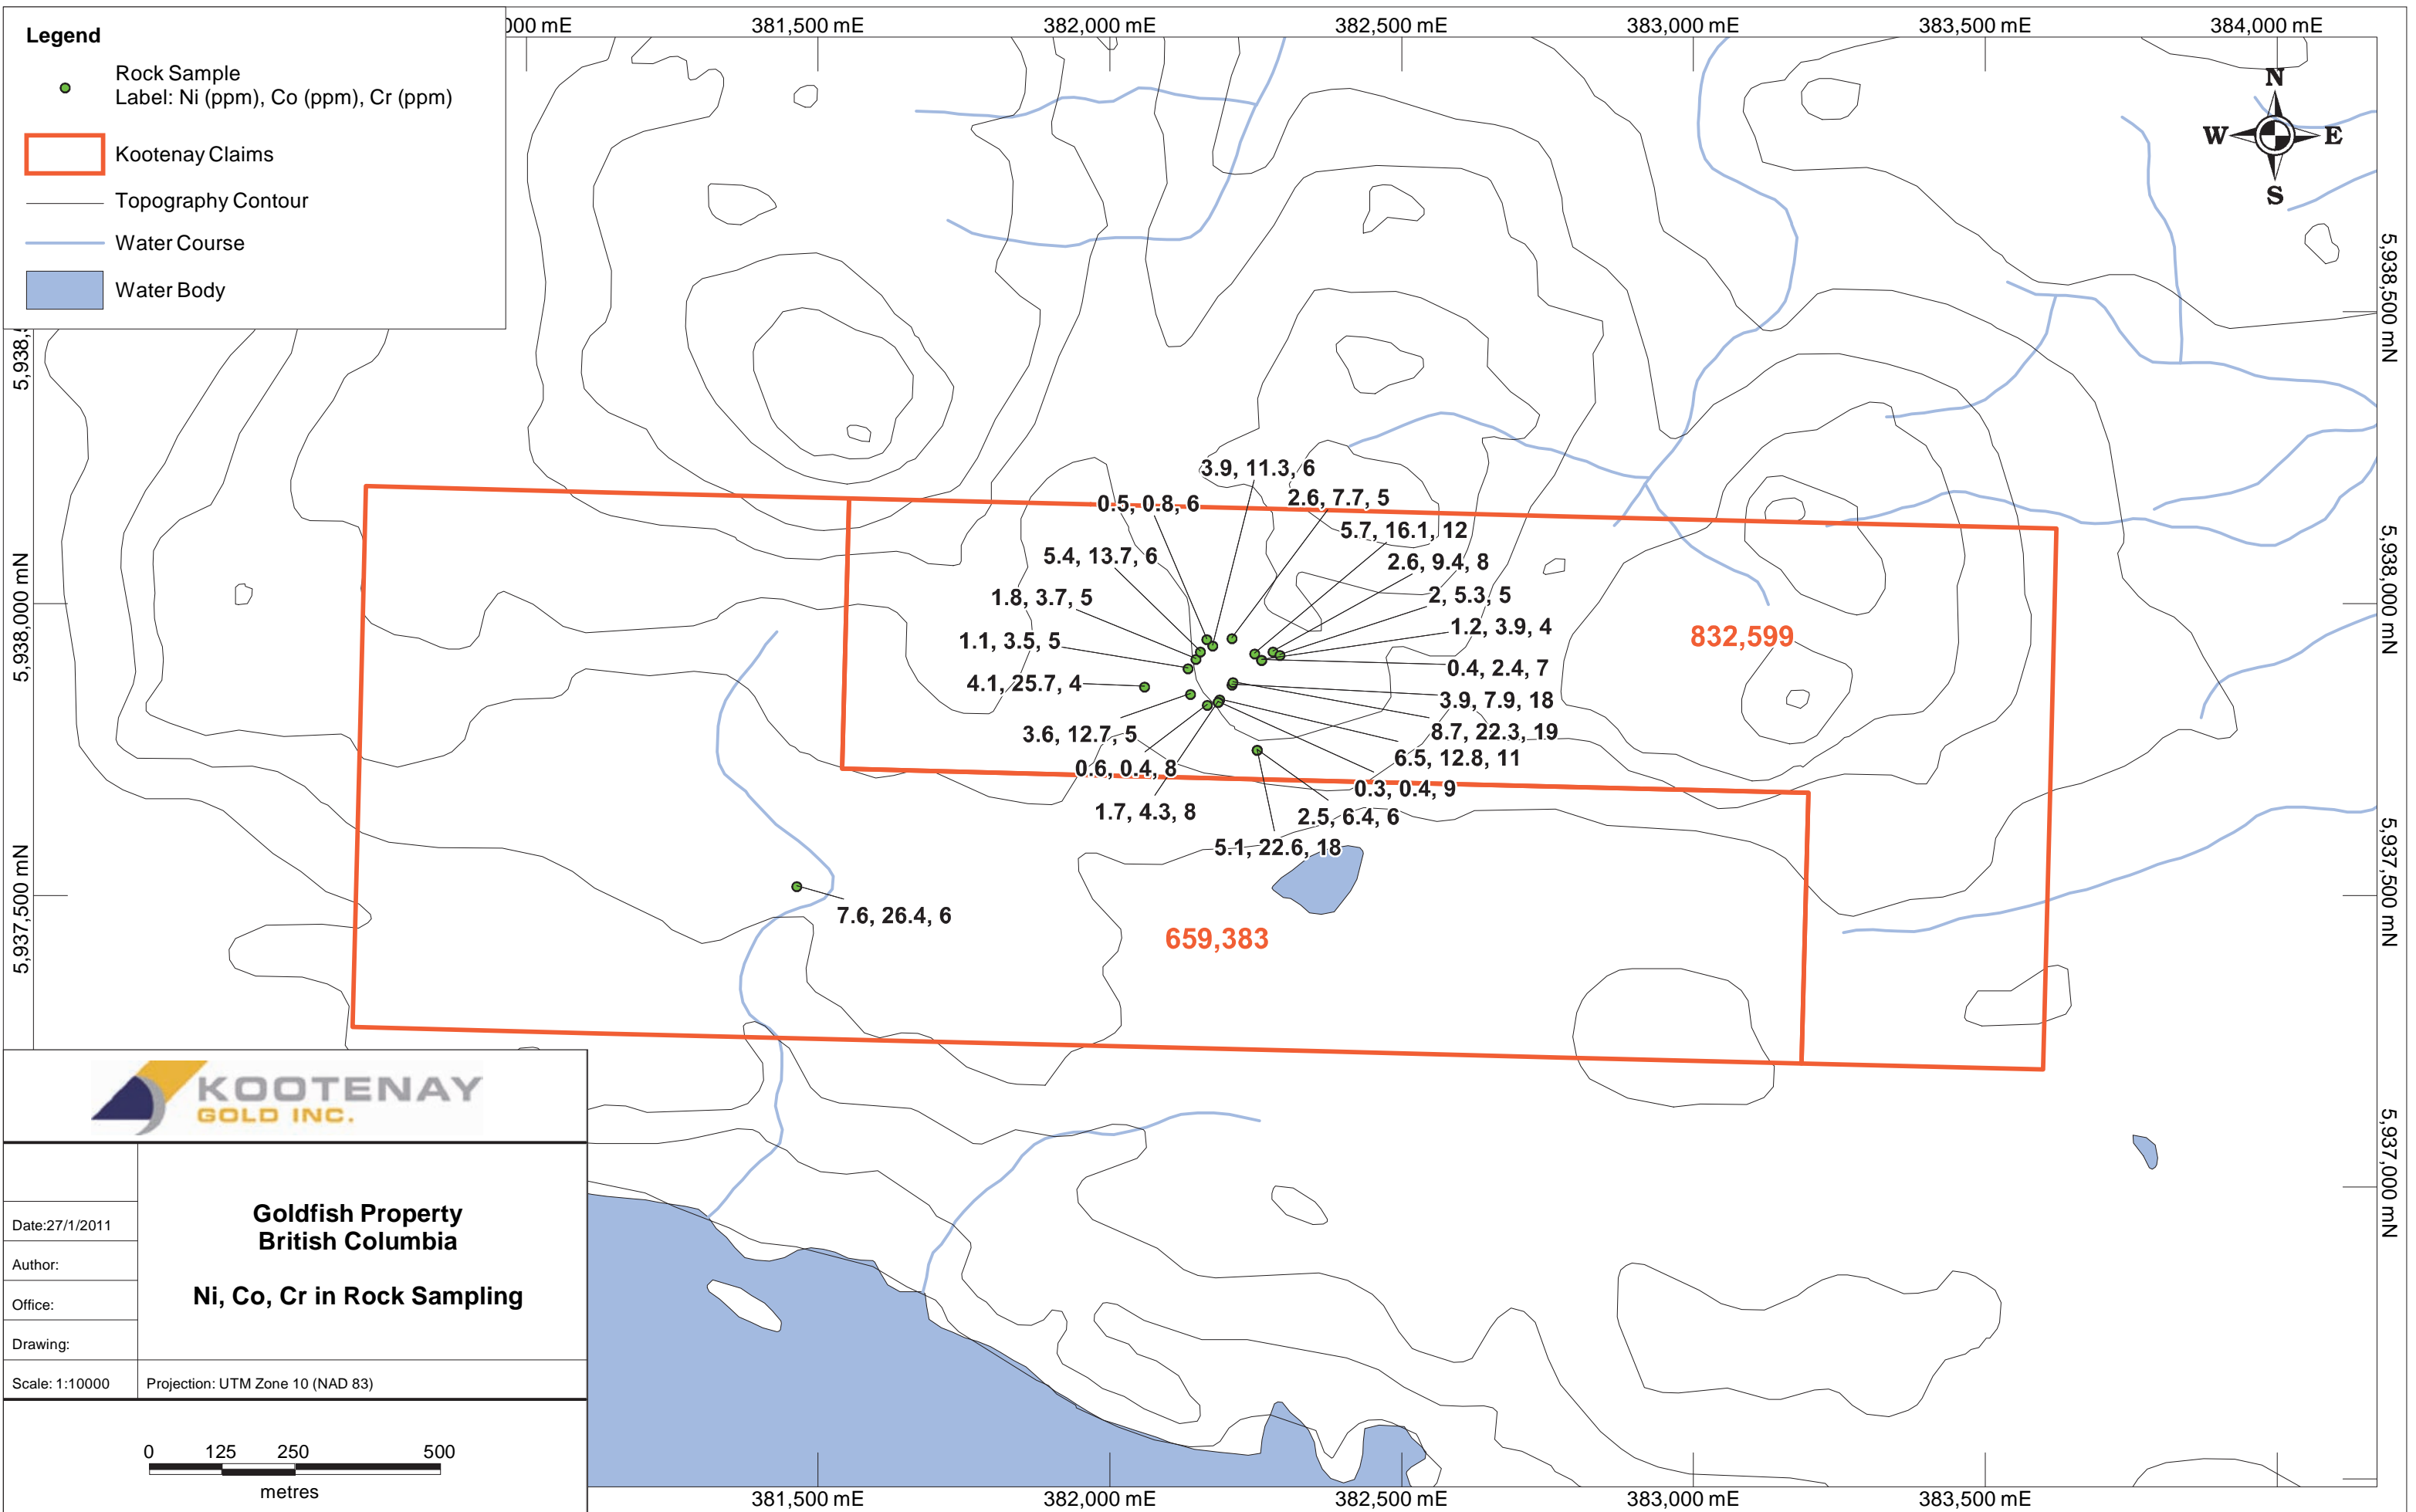 Legend
Rock Sample
Label: Ni (ppm), Co (ppm), Cr (ppm)
Kootenay Claims
Topography Contour
Water Course
Water Body
000 mE
381,500 mE
382,000 mE
382,500 mE
383,000 mE
383,500 mE
384,000 mE
N
W
E
S
5,938,
5,938,500 mN
3.9, 11.3, 6
0.5, 0.8, 6
2.6, 7.7, 5
5.7, 16.1, 12
5.4, 13.7, 6
2.6, 9.4, 8
1.8, 3.7, 5
2, 5.3, 5
1.2, 3.9, 4
1.1, 3.5, 5
832,599
0.4, 2.4, 7
4.1, 25.7, 4
3.9, 7.9, 18
3.6, 12.7, 5
8.7, 22.3, 19
6.5, 12.8, 11
0.6, 0.4, 8
0.3, 0.4, 9
1.7, 4.3, 8
2.5, 6.4, 6
5.1, 22.6, 18
7.6, 26.4, 6
659,383
5,938,000 mN
5,938,000 mN
5,937,500 mN
5,937,500 mN
5,937,000 mN
KOOTENAY
GOLD INC.
Goldfish Property
British Columbia
Ni, Co, Cr in Rock Sampling
Date:27/1/2011
Author:
Office:
Drawing:
Scale: 1:10000
Projection: UTM Zone 10 (NAD 83)
0 125 250 500
metres
381,500 mE
382,000 mE
382,500 mE
383,000 mE
383,500 mE